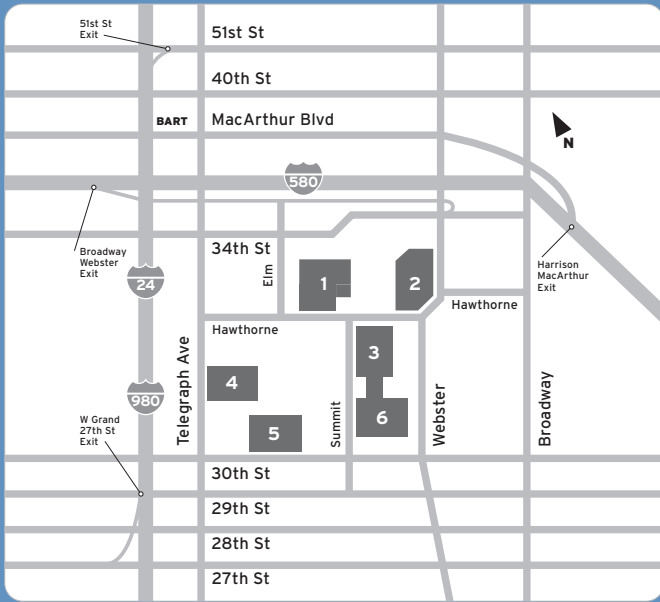 51st St
Exit
51st St
40th St
BART
MacArthur Blvd
N
580
Broadway
Webster
Exit
34th St
Elm
24
1
2
Harrison
MacArthur
Exit
Hawthorne
Hawthorne
Telegraph Ave
3
4
980
Summit
Webster
Broadway
W Grand
27th St
Exit
5
6
30th St
29th St
28th St
27th St